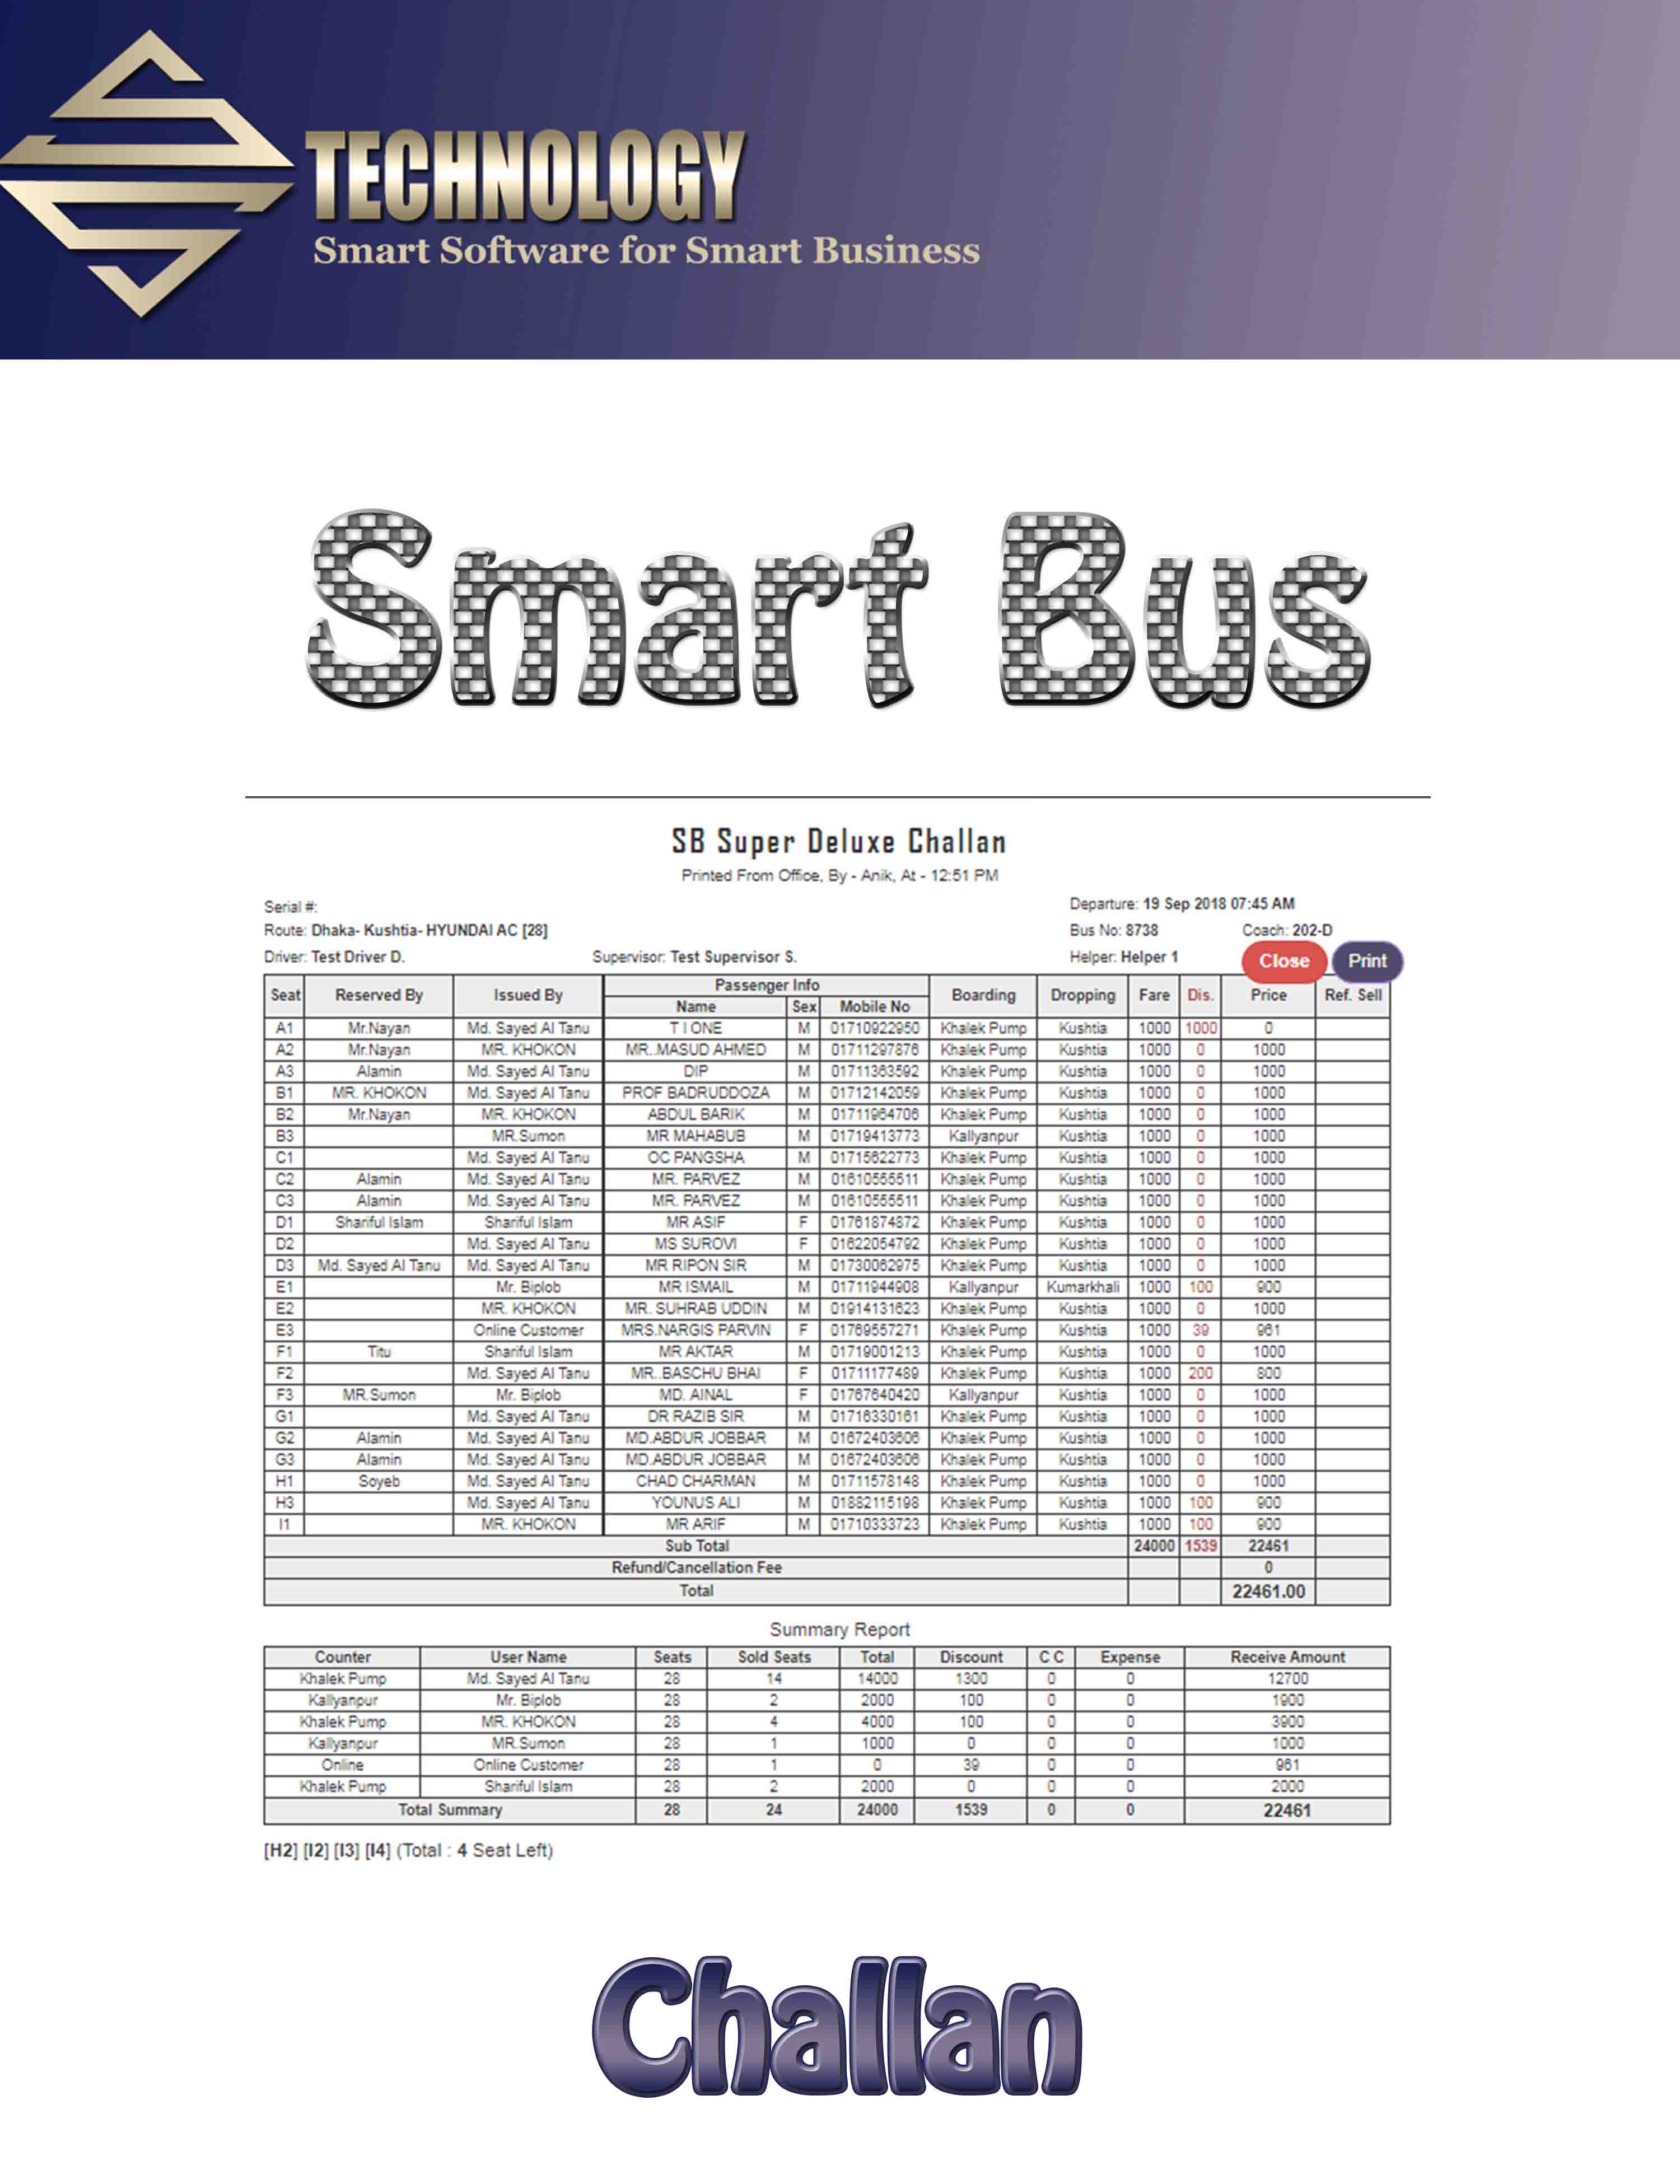 TECHNOLOGY
Smart Software for Smart Business
Smart Bus
SB Super Deluxe Challan
Printed From Office, By - Anik, At - 12:51 PM
Serial #: Departure: 19 Sep 2018 07:45 AM
Route: Dhaka- Kushtia- HYUNDAI AC [28] Bus No: 8738 Coach: 202-D
Driver: Test Driver D. Supervisor: Test Supervisor S. Helper: Helper 1 Close Print
Seat Reserved By Issued By Passenger Info Boarding Dropping Fare Dis. Price Ref. Sell
Name Sex Mobile No
A1 Mr.Nayan Md. Sayed Al Tanu T I ONE M 01710922950 Khalek Pump Kushtia 1000 1000 0
A2 Mr.Nayan MR. KHOKON MR..MASUD AHMED M 01711297876 Khalek Pump Kushtia 1000 0 1000
A3 Alamin Md. Sayed Al Tanu DIP M 01711363592 Khalek Pump Kushtia 1000 0 1000
B1 MR. KHOKON Md. Sayed Al Tanu PROF BADRUDDOZA M 01712142059 Khalek Pump Kushtia 1000 0 1000
B2 Mr.Nayan MR. KHOKON ABDUL BARIK M 01711964706 Khalek Pump Kushtia 1000 0 1000
B3 MR.Sumon MR MAHABUB M 01719413773 Kallyanpur Kushtia 1000 0 1000
C1 Md. Sayed Al Tanu OC PANGSHA M 01715622773 Khalek Pump Kushtia 1000 0 1000
C2 Alamin Md. Sayed Al Tanu MR. PARVEZ M 01610555511 Khalek Pump Kushtia 1000 0 1000
C3 Alamin Md. Sayed Al Tanu MR. PARVEZ M 01610555511 Khalek Pump Kushtia 1000 0 1000
D1 Shariful Islam Shariful Islam MR ASIF F 01761874872 Khalek Pump Kushtia 1000 0 1000
D2 Md. Sayed Al Tanu MS SUROVI F 01622054792 Khalek Pump Kushtia 1000 0 1000
D3 Md. Sayed Al Tanu Md. Sayed Al Tanu MR RIPON SIR M 01730062975 Khalek Pump Kushtia 1000 0 1000
E1 Mr. Biplob MR ISMAIL M 01711944908 Kallyanpur Kumarkhali 1000 100 900
E2 MR. KHOKON MR. SUHRAB UDDIN M 01914131623 Khalek Pump Kushtia 1000 0 1000
E3 Online Customer MRS.NARGIS PARVIN F 01769557271 Khalek Pump Kushtia 1000 39 961
F1 Titu Shariful Islam MR AKTAR M 01719001213 Khalek Pump Kushtia 1000 0 1000
F2 Md. Sayed Al Tanu MR..BASCHU BHAI F 01711177489 Khalek Pump Kushtia 1000 200 800
F3 MR.Sumon Mr. Biplob MD. AINAL F 01767640420 Kallyanpur Kushtia 1000 0 1000
G1 Md. Sayed Al Tanu DR RAZIB SIR M 01716330161 Khalek Pump Kushtia 1000 0 1000
G2 Alamin Md. Sayed Al Tanu MD.ABDUR JOBBAR M 01672403606 Khalek Pump Kushtia 1000 0 1000
G3 Alamin Md. Sayed Al Tanu MD.ABDUR JOBBAR M 01672403606 Khalek Pump Kushtia 1000 0 1000
H1 Soyeb Md. Sayed Al Tanu CHAD CHARMAN M 01711578148 Khalek Pump Kushtia 1000 0 1000
H3 Md. Sayed Al Tanu YOUNUS ALI M 01882115198 Khalek Pump Kushtia 1000 100 900
I1 MR. KHOKON MR ARIF M 01710333723 Khalek Pump Kushtia 1000 100 900
Sub Total 24000 1539 22461
Refund/Cancellation Fee 0
Total 22461.00
Summary Report
Counter User Name Seats Sold Seats Total Discount C C Expense Receive Amount
Khalek Pump Md. Sayed Al Tanu 28 14 14000 1300 0 0 12700
Kallyanpur Mr. Biplob 28 2 2000 100 0 0 1900
Khalek Pump MR. KHOKON 28 4 4000 100 0 0 3900
Kallyanpur MR.Sumon 28 1 1000 0 0 0 1000
Online Online Customer 28 1 0 39 0 0 961
Khalek Pump Shariful Islam 28 2 2000 0 0 0 2000
Total Summary 28 24 24000 1539 0 0 22461
[H2] [I2] [I3] [I4] (Total : 4 Seat Left)
Challan